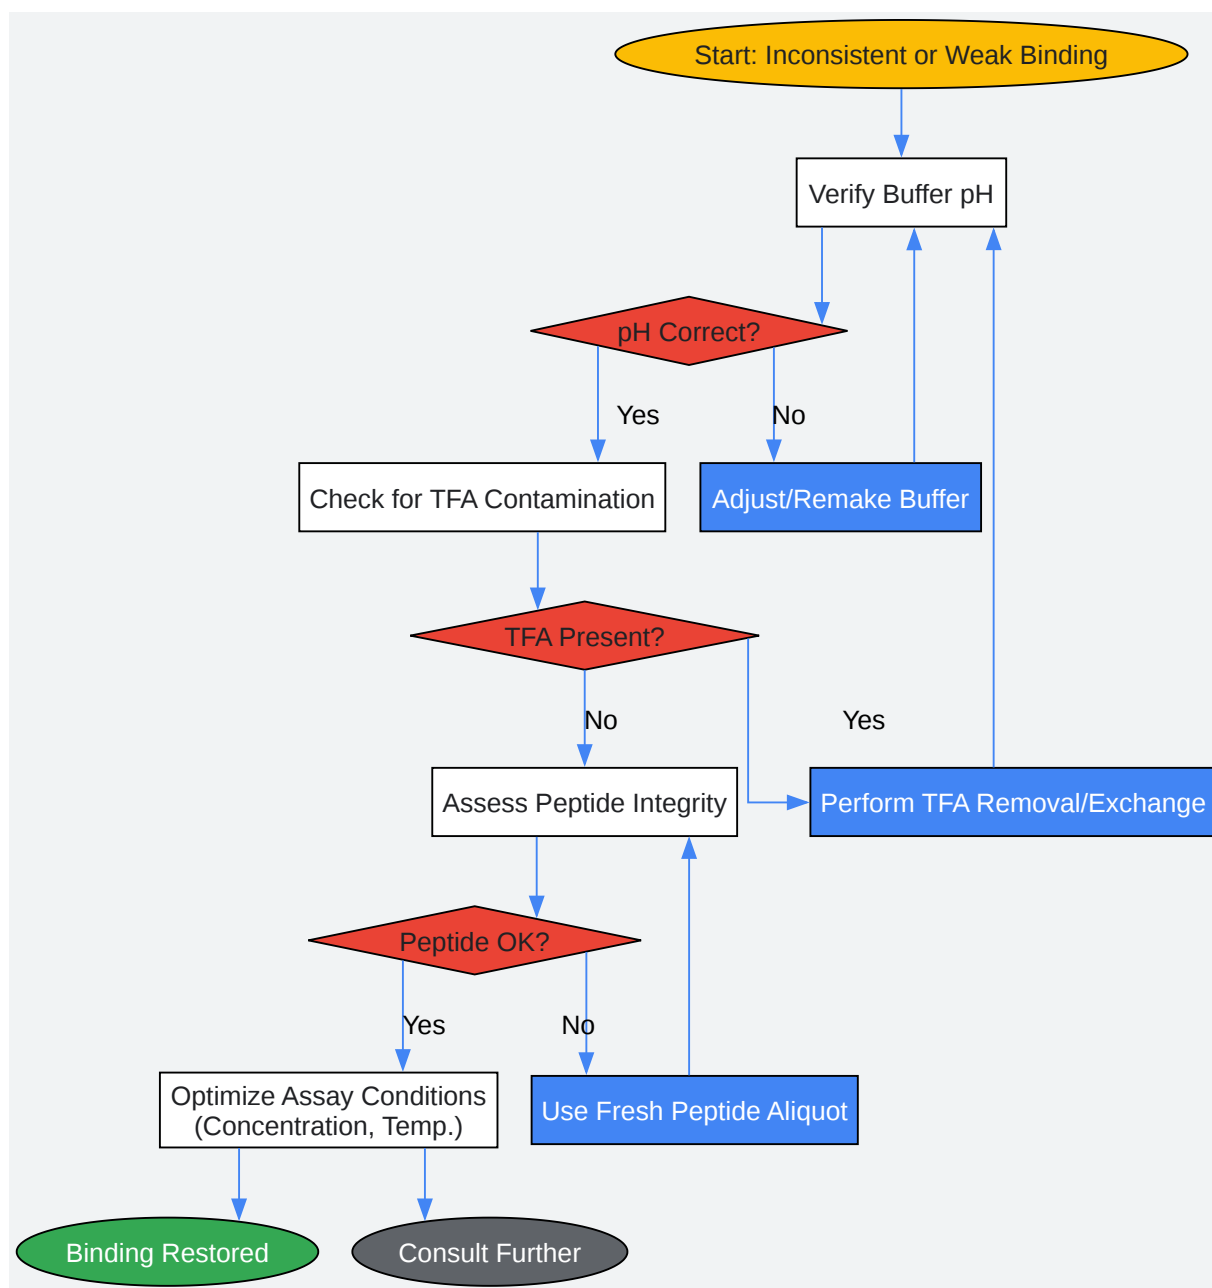 Start: Inconsistent or Weak Binding
Verify Buffer pH
pH Correct?
Yes
No
Check for TFA Contamination
Adjust/Remake Buffer
TFA Present?
No
Yes
Assess Peptide Integrity
Perform TFA Removal/Exchange
Peptide OK?
Yes
No
Optimize Assay Conditions
(Concentration, Temp.)
Use Fresh Peptide Aliquot
Binding Restored
Consult Further